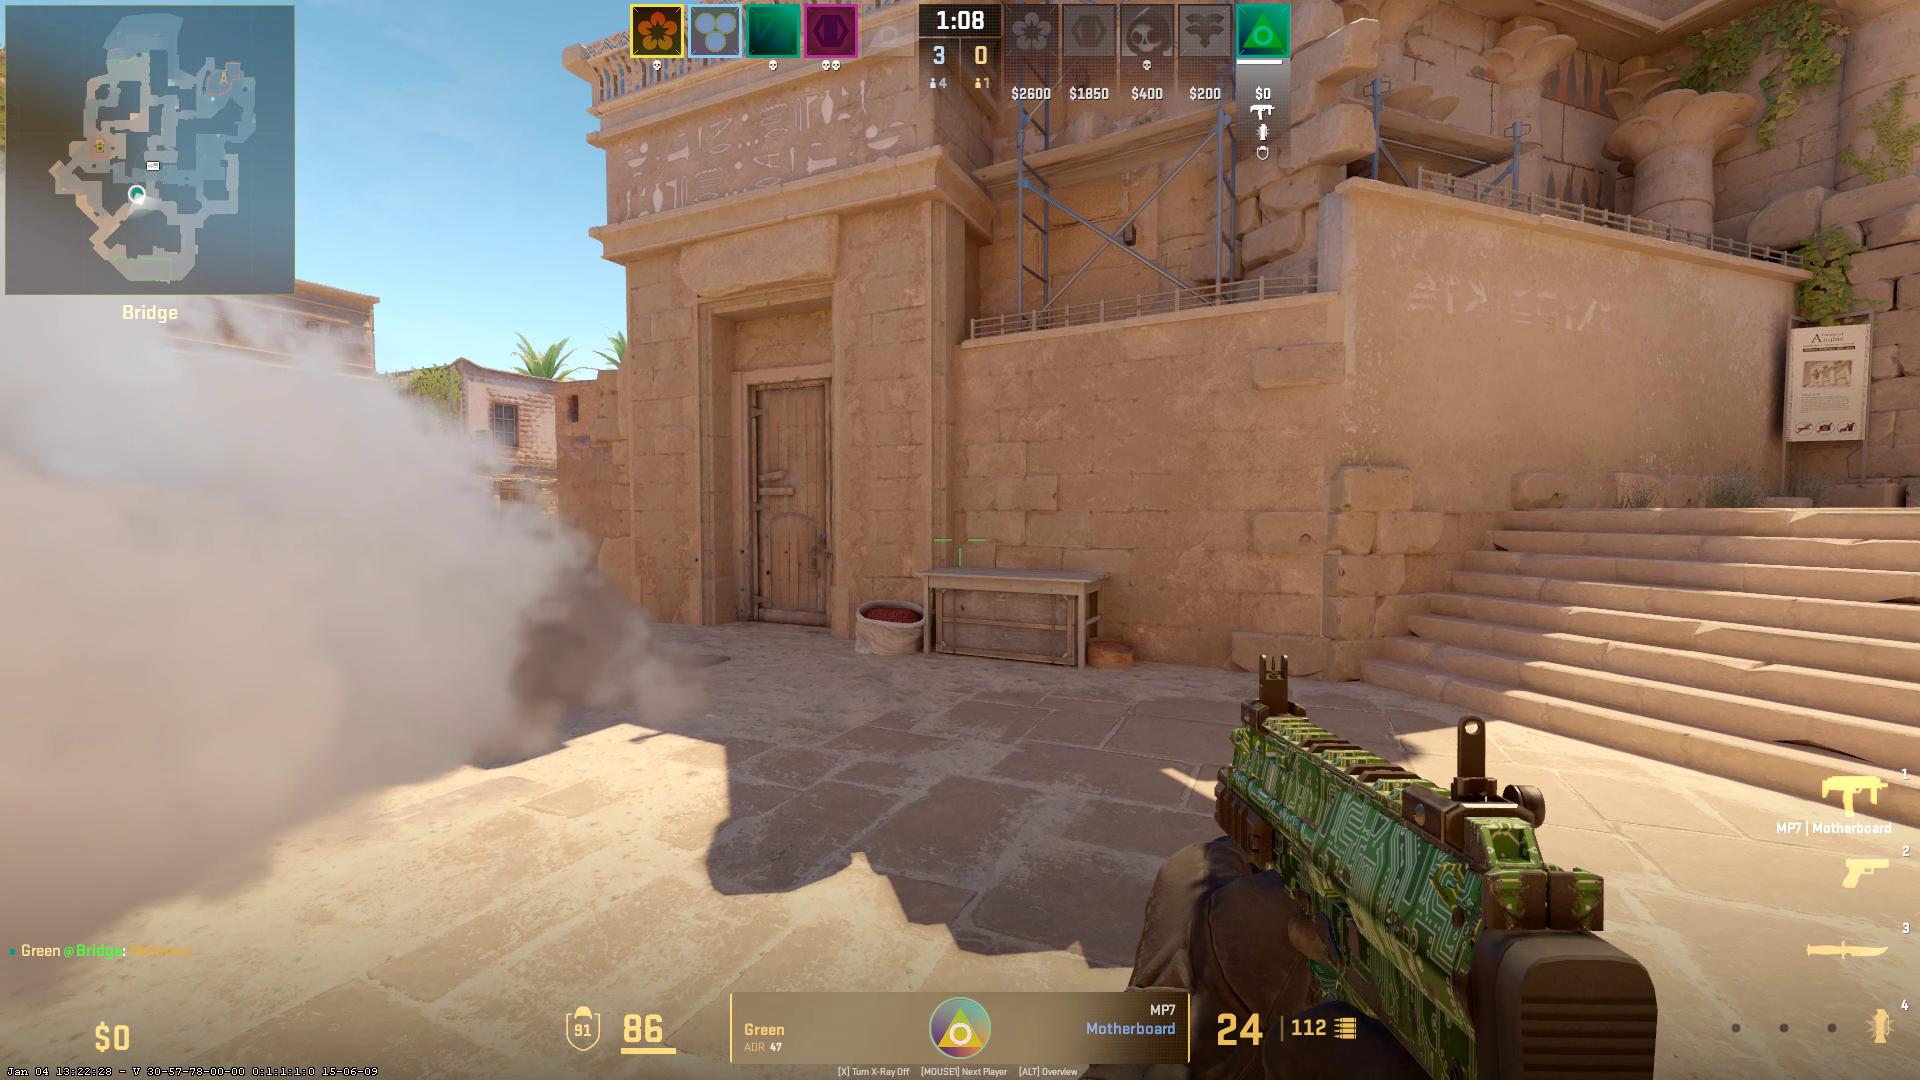 A
B
Bridge
1:08
3 0
4 1
$2600 $1850 $400 $200 $0
Anubis
1
MP7 | Motherboard
2
3
4
Green @ Bridge:
$0
91 86
Green
ADR 47
MP7
Motherboard
24 | 112
[X] Turn X-Ray Off [MOUSE1] Next Player [ALT] Overview
Jan 04 13:22:28 - V 30-57-78-00-00 0:1:1:1:0 15-06-09